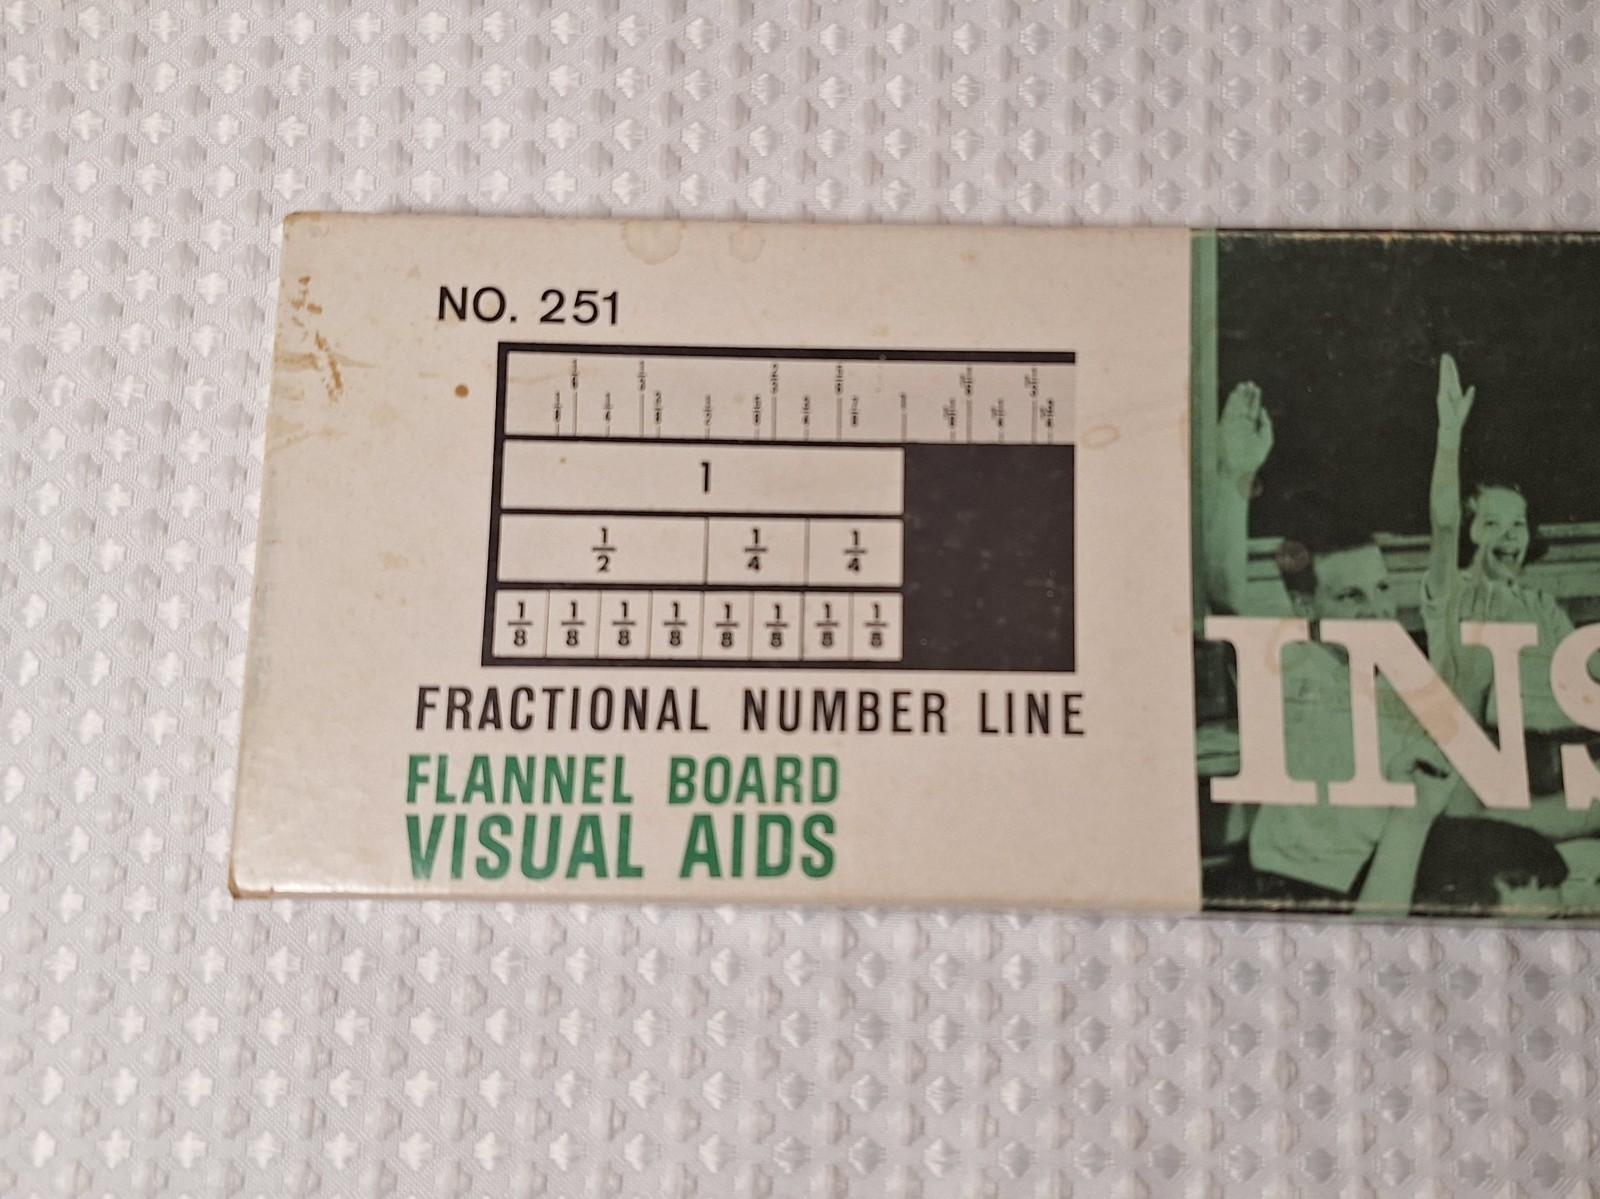 NO. 251
1
1/2 1/4 1/4
1/8 1/8 1/8 1/8 1/8 1/8 1/8 1/8
FRACTIONAL NUMBER LINE
FLANNEL BOARD
VISUAL AIDS
INS